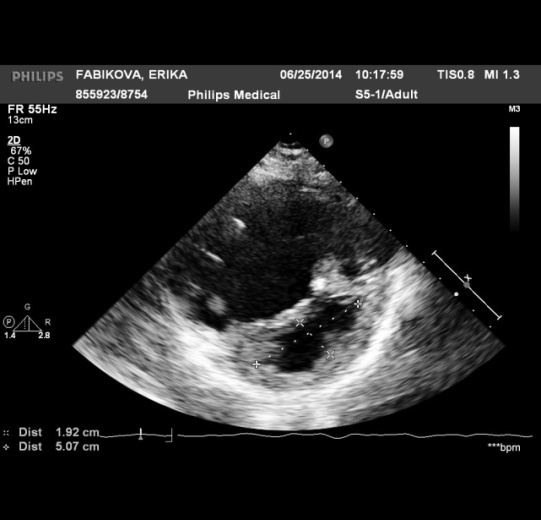 PHILIPS FABIKOVA, ERIKA 06/25/2014 10:17:59 TIS0.8 MI 1.3
855923/8754 Philips Medical S5-1/Adult
FR 55Hz
13cm
M3
2D
67%
C 50
P Low
HPen
P
G
P R
1.4 2.8
Dist 1.92 cm
Dist 5.07 cm
***bpm